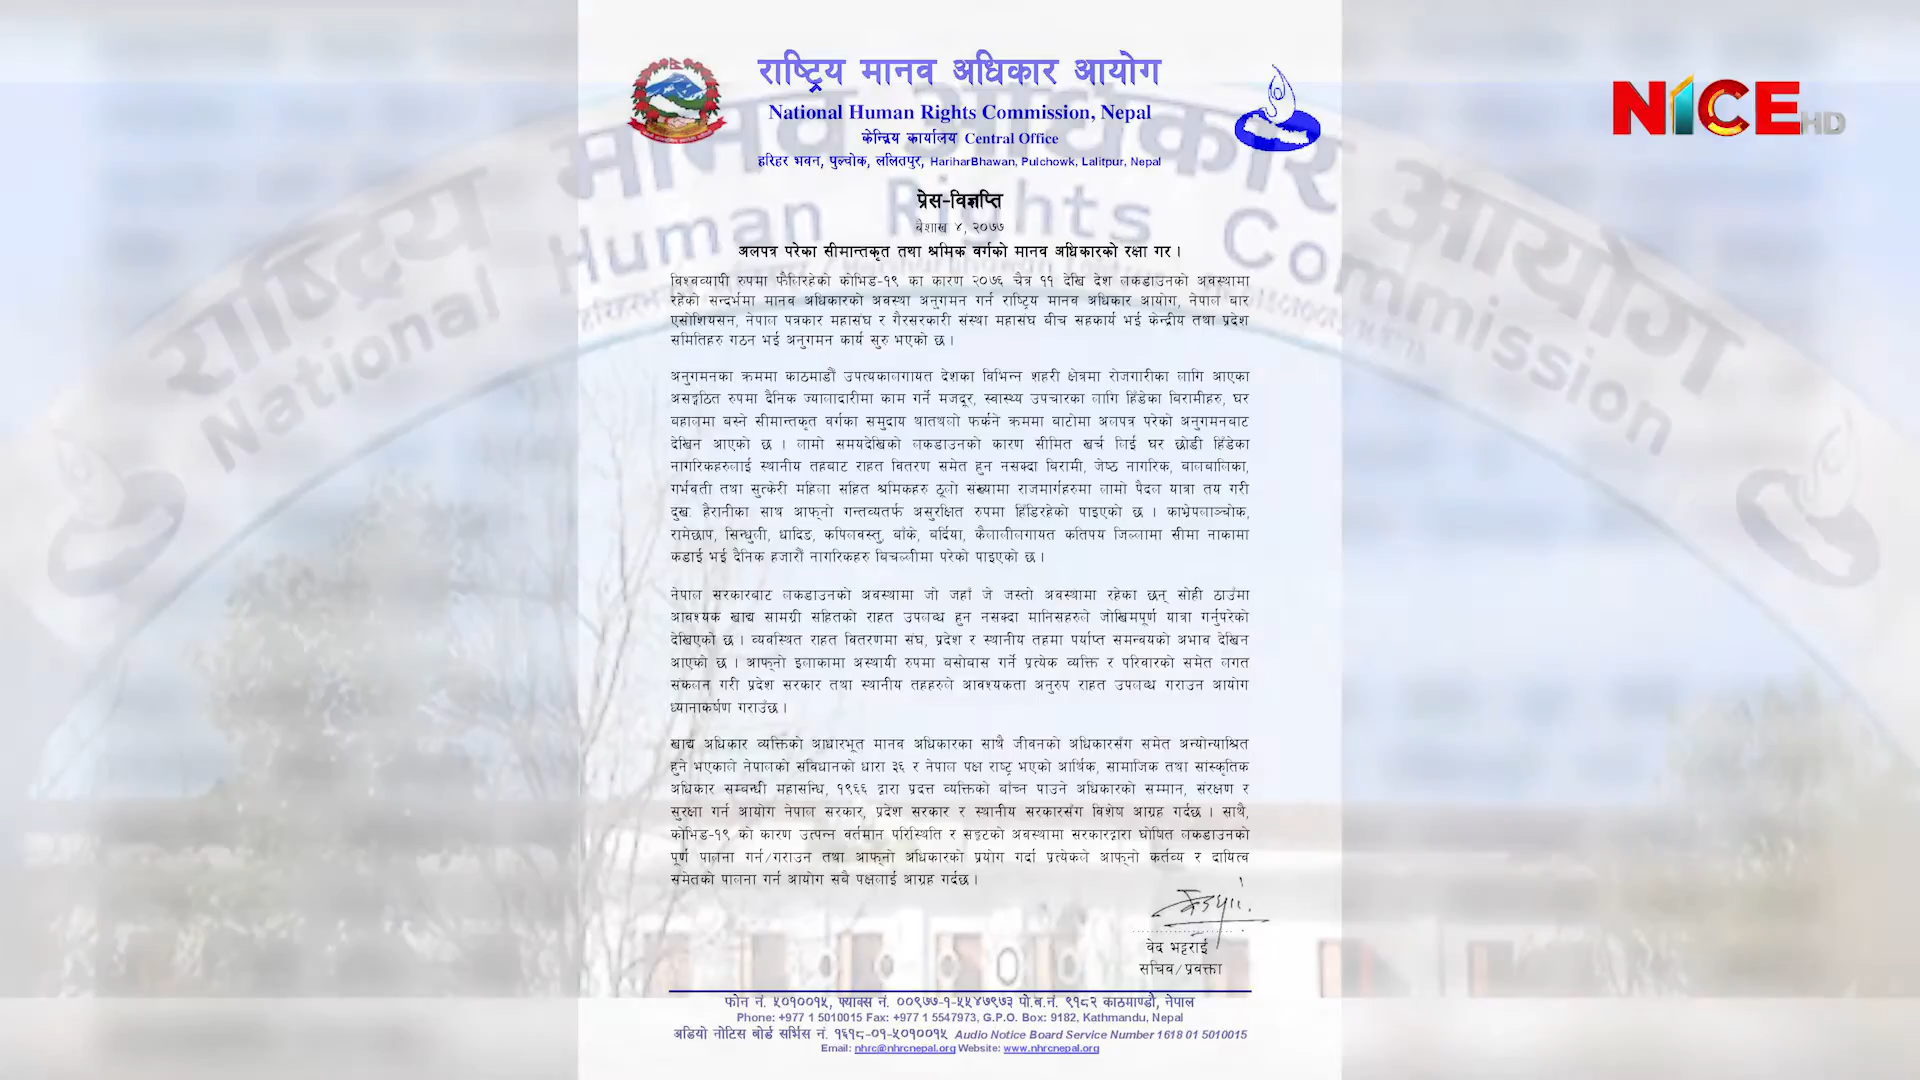 राष्ट्रिय मानव अधिकार आयोग
National Human Rights Commission, Nepal
केन्द्रिय कार्यालय Central Office
हरिहर भवन, पुल्चोक, ललितपुर, HariharBhawan, Pulchowk, Lalitpur, Nepal
NICE HD
प्रेस-विज्ञप्ति
बैशाख ४, २०७७
अलपत्र परेका सीमान्तकृत तथा श्रमिक वर्गको मानव अधिकारको रक्षा गर ।
विश्वव्यापी रुपमा फैलिरहेको कोभिड-१९ का कारण २०७६ चैत्र ११ देखि देश लकडाउनको अवस्थामा
रहेको सन्दर्भमा मानव अधिकारको अवस्था अनुगमन गर्न राष्ट्रिय मानव अधिकार आयोग, नेपाल बार
एसोशियसन, नेपाल पत्रकार महासंघ र गैरसरकारी संस्था महासंघ बीच सहकार्य भई केन्द्रीय तथा प्रदेश
समितिहरु गठन भई अनुगमन कार्य सुरु भएको छ ।
अनुगमनका क्रममा काठमाडौँ उपत्यकालगायत देशका विभिन्न शहरी क्षेत्रमा रोजगारीका लागि आएका
असङ्गठित रुपमा दैनिक ज्यालादारीमा काम गर्ने मजदूर, स्वास्थ्य उपचारका लागि हिँडेका बिरामीहरु, घर
बहालमा बस्ने सीमान्तकृत वर्गका समुदाय थातथलो फर्कने क्रममा बाटोमा अलपत्र परेको अनुगमनबाट
देखिन आएको छ । लामो समयदेखिको लकडाउनको कारण सीमित खर्च लिई घर छोडी हिँडेका
नागरिकहरुलाई स्थानीय तहबाट राहत वितरण समेत हुन नसक्दा बिरामी, जेष्ठ नागरिक, बालबालिका,
गर्भवती तथा सुत्केरी महिला सहित श्रमिकहरु ठूलो संख्यामा राजमार्गहरुमा लामो पैदल यात्रा तय गरी
दुख: हैरानीका साथ आफ्नो गन्तव्यतर्फ असुरक्षित रुपमा हिँडिरहेको पाइएको छ । काभ्रेपलाञ्चोक,
रामेछाप, सिन्धुली, धादिङ, कपिलवस्तु, बाँके, बर्दिया, कैलालीलगायत कतिपय जिल्लामा सीमा नाकामा
कडाई भई दैनिक हजारौँ नागरिकहरु बिचल्लीमा परेको पाइएको छ ।
नेपाल सरकारबाट लकडाउनको अवस्थामा जो जहाँ जे जस्तो अवस्थामा रहेका छन् सोही ठाउँमा
आवश्यक खाद्य सामग्री सहितको राहत उपलब्ध हुन नसक्दा मानिसहरुले जोखिमपूर्ण यात्रा गर्नुपरेको
देखिएको छ । व्यवस्थित राहत वितरणमा संघ, प्रदेश र स्थानीय तहमा पर्याप्त समन्वयको अभाव देखिन
आएको छ । आफ्नो इलाकामा अस्थायी रुपमा बसोबास गर्ने प्रत्येक व्यक्ति र परिवारको समेत लगत
संकलन गरी प्रदेश सरकार तथा स्थानीय तहहरुले आवश्यकता अनुरुप राहत उपलब्ध गराउन आयोग
ध्यानाकर्षण गराउँछ ।
खाद्य अधिकार व्यक्तिको आधारभूत मानव अधिकारका साथै जीवनको अधिकारसँग समेत अन्योन्याश्रित
हुने भएकाले नेपालको संविधानको धारा ३६ र नेपाल पक्ष राष्ट्र भएको आर्थिक, सामाजिक तथा सांस्कृतिक
अधिकार सम्बन्धी महासन्धि, १९६६ द्वारा प्रदत्त व्यक्तिको बाँच्न पाउने अधिकारको सम्मान, संरक्षण र
सुरक्षा गर्न आयोग नेपाल सरकार, प्रदेश सरकार र स्थानीय सरकारसँग विशेष आग्रह गर्दछ । साथै,
कोभिड-१९ को कारण उत्पन्न वर्तमान परिस्थिति र सङ्कटको अवस्थामा सरकारद्वारा घोषित लकडाउनको
पूर्ण पालना गर्न/गराउन तथा आफ्नो अधिकारको प्रयोग गर्दा प्रत्येकले आफ्नो कर्तव्य र दायित्व
समेतको पालना गर्न आयोग सबै पक्षलाई आग्रह गर्दछ ।
वेद भट्टराई
सचिव/प्रवक्ता
फोन नं. ५०१००१५, फ्याक्स नं. ००९७७-१-५५४७९७३ पो.ब.नं. ९१८२ काठमाण्डौ, नेपाल
Phone: +977 1 5010015 Fax: +977 1 5547973, G.P.O. Box: 9182, Kathmandu, Nepal
अडियो नोटिस बोर्ड सर्भिस नं. १६१८-०१-५०१००१५ Audio Notice Board Service Number 1618 01 5010015
Email: nhrc@nhrcnepal.org Website: www.nhrcnepal.org
राष्ट्रिय मानव अधिकार आयोग
National Human Rights Commission